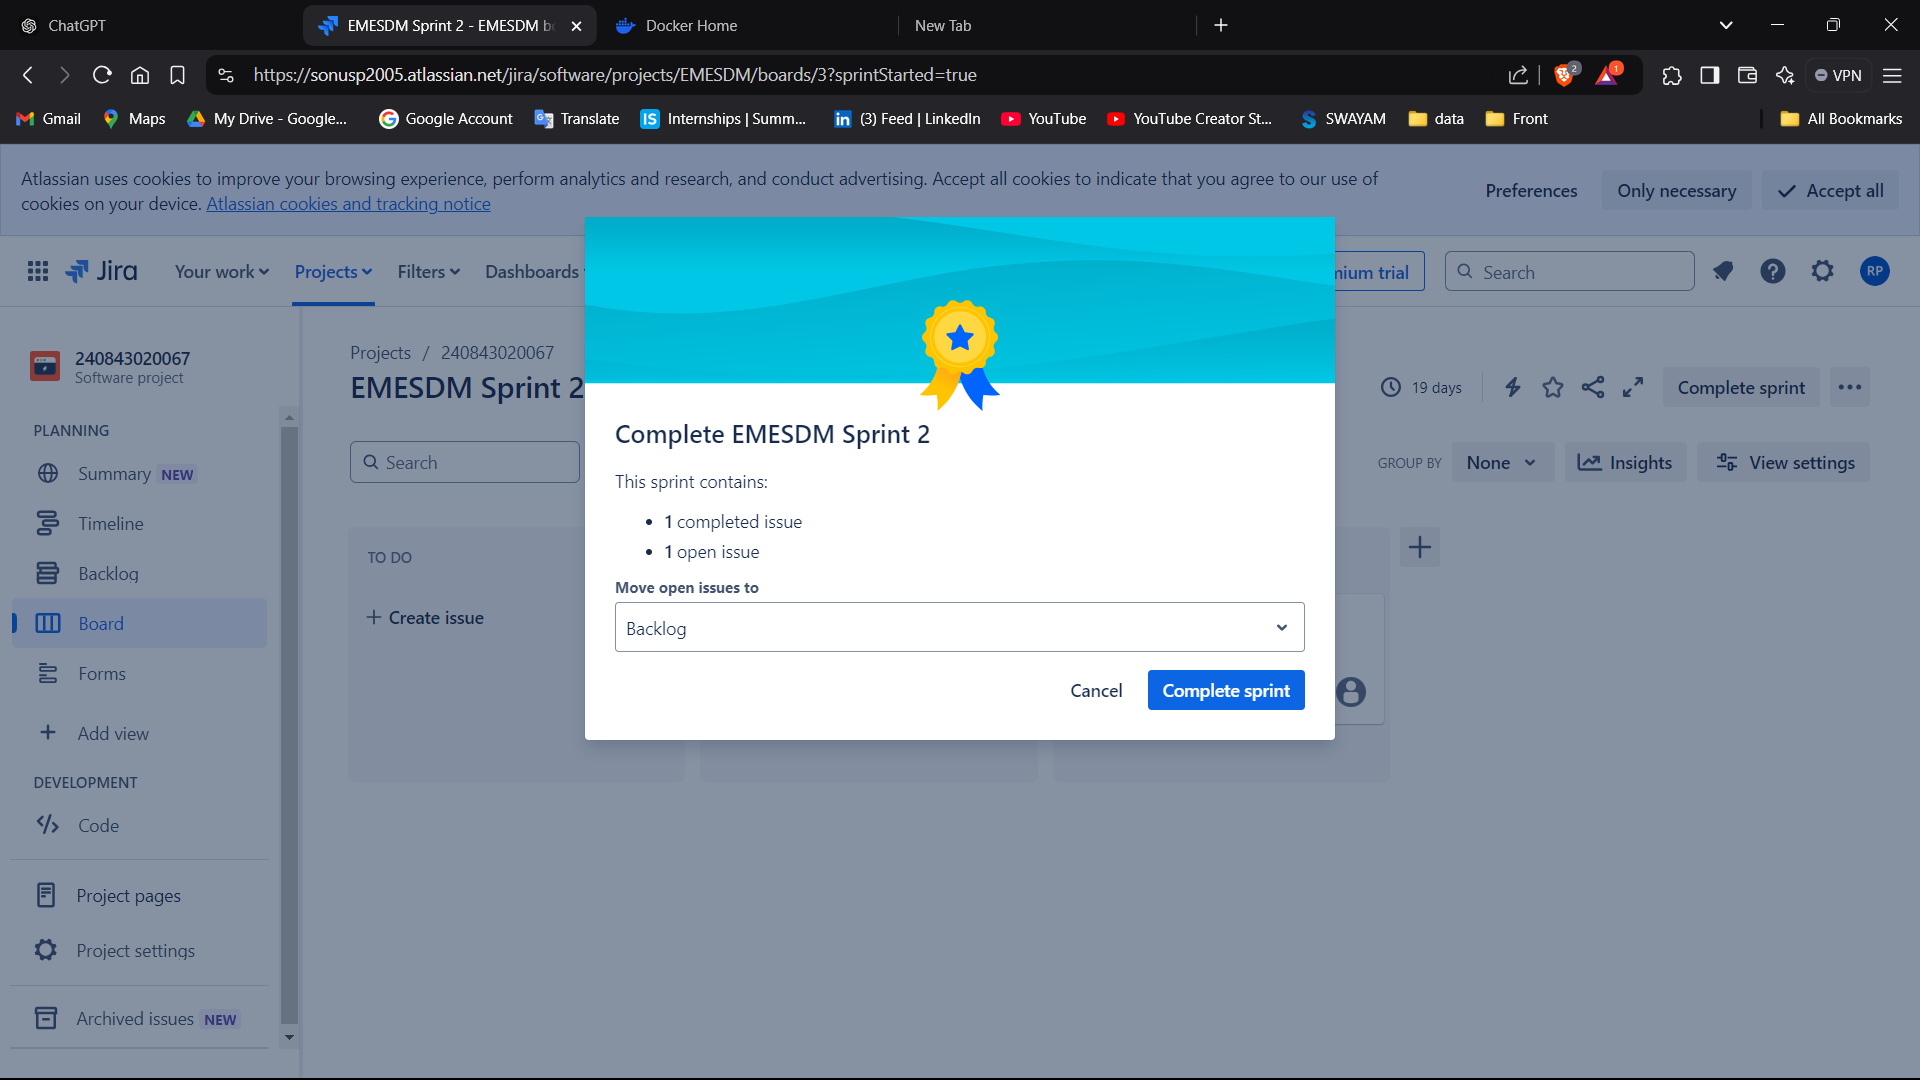 ChatGPT
EMESDM Sprint 2 - EMESDM b
Docker Home
New Tab
https://sonusp2005.atlassian.net/jira/software/projects/EMESDM/boards/3?sprintStarted=true
2
1
VPN
Gmail
Maps
My Drive - Google...
Google Account
Translate
IS Internships | Summ...
in (3) Feed | LinkedIn
YouTube
YouTube Creator St...
SWAYAM
data
Front
All Bookmarks
Atlassian uses cookies to improve your browsing experience, perform analytics and research, and conduct advertising. Accept all cookies to indicate that you agree to our use of
cookies on your device. Atlassian cookies and tracking notice
Preferences
Only necessary
Accept all
Jira
Your work
Projects
Filters
Dashboards
mium trial
Search
RP
240843020067
Software project
PLANNING
Summary NEW
Timeline
Backlog
Board
Forms
Add view
DEVELOPMENT
Code
Project pages
Project settings
Archived issues NEW
Projects / 240843020067
EMESDM Sprint 2
19 days
Complete sprint
Search
GROUP BY
None
Insights
View settings
TO DO
Create issue
Complete EMESDM Sprint 2
This sprint contains:
• 1 completed issue
• 1 open issue
Move open issues to
Backlog
Cancel
Complete sprint